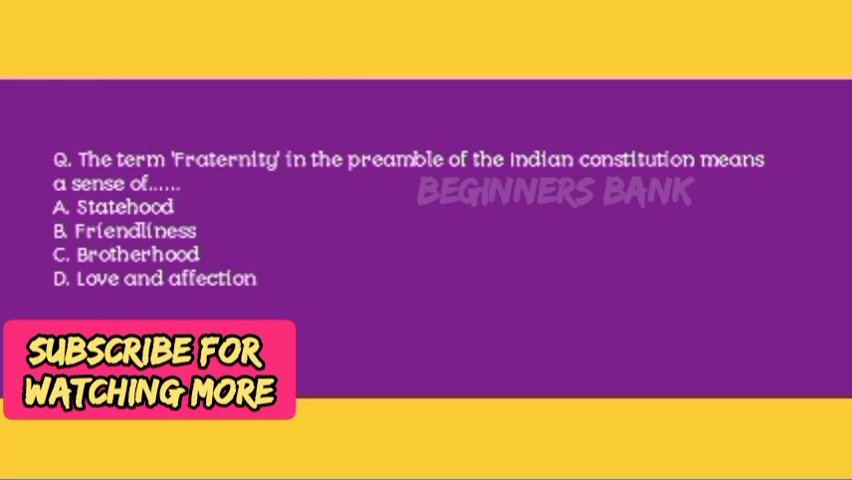 Q. The term 'Fraternity' in the preamble of the Indian constitution means
a sense of......
BEGINNERS BANK
A. Statehood
B. Friendliness
C. Brotherhood
D. Love and affection
SUBSCRIBE FOR
WATCHING MORE